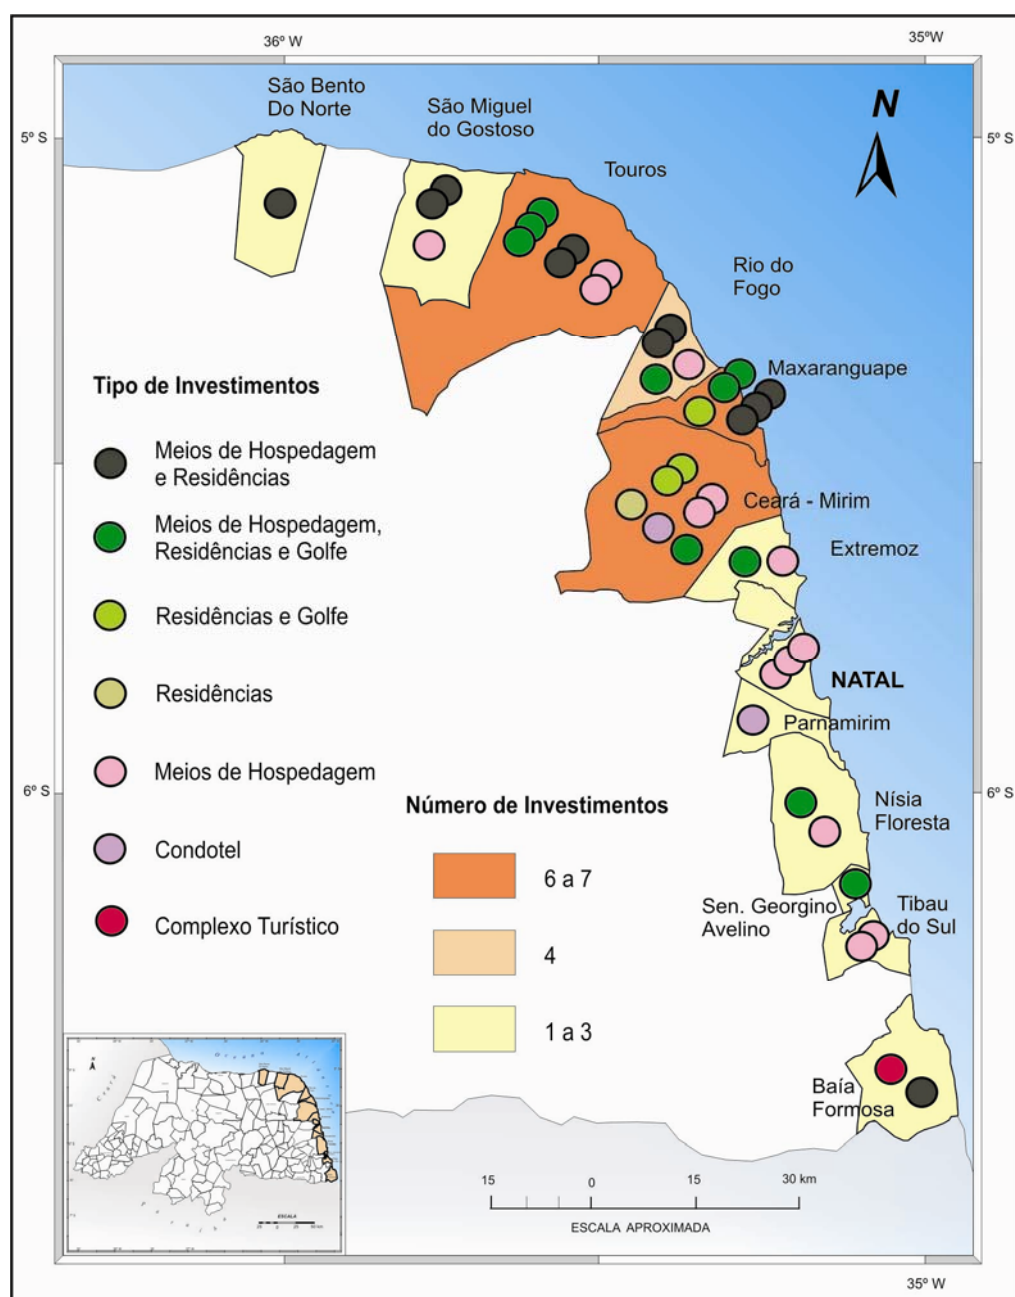 36º W
35ºW
São Bento
Do Norte
São Miguel
do Gostoso
N
5º S
5º S
Touros
Rio do
Fogo
Maxaranguape
Tipo de Investimentos
Meios de Hospedagem
e Residências
Ceará - Mirim
Meios de Hospedagem,
Residências e Golfe
Extremoz
Residências e Golfe
NATAL
Residências
Parnamirim
Meios de Hospedagem
6º S
6º S
Número de Investimentos
Nísia
Floresta
Condotel
6 a 7
Sen. Georgino
Avelino
Tibau
do Sul
Complexo Turístico
4
1 a 3
Baía
Formosa
15
0
15
30 km
ESCALA APROXIMADA
N
Ceará
ESCALA
35º W